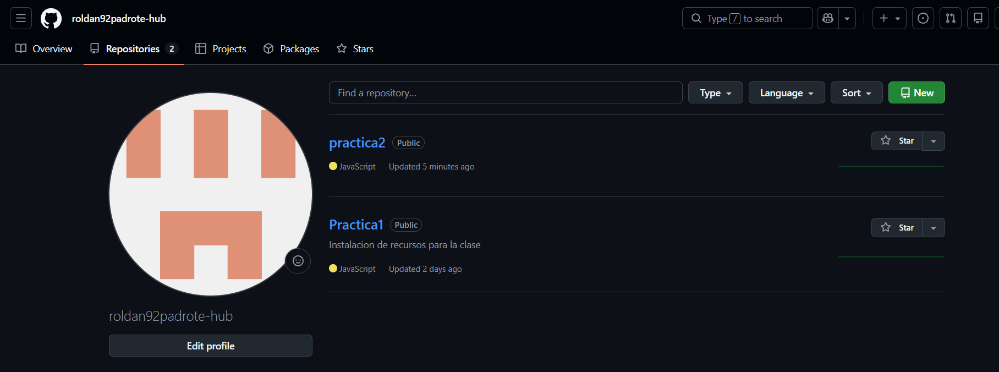 roldan92padrote-hub
Type / to search
Overview
Repositories 2
Projects
Packages
Stars
Find a repository...
Type
Language
Sort
New
practica2 Public
Star
JavaScript Updated 5 minutes ago
Practica1 Public
Star
Instalacion de recursos para la clase
JavaScript Updated 2 days ago
roldan92padrote-hub
Edit profile